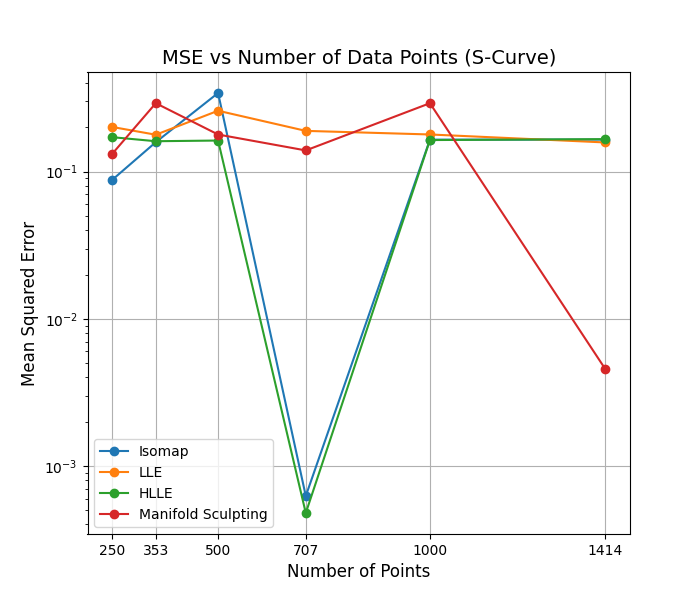 MSE vs Number of Data Points (S-Curve)
Mean Squared Error
10⁻¹
10⁻²
10⁻³
Isomap
LLE
HLLE
Manifold Sculpting
250 353 500 707 1000 1414
Number of Points